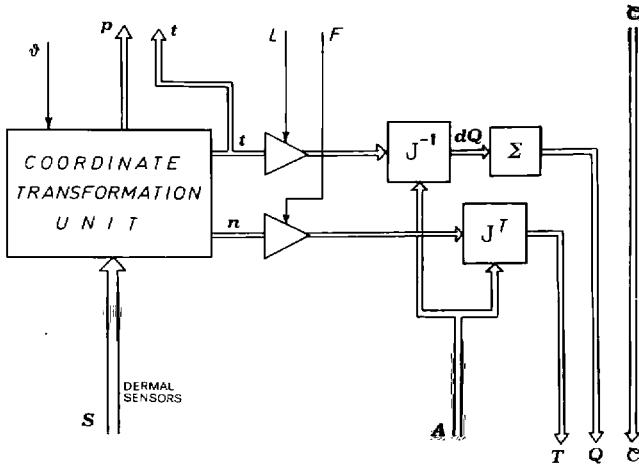 p
t
L
F
ϑ
t
J⁻¹
dQ
Σ
COORDINATE
TRANSFORMATION
UNIT
n
Jᵀ
DERMAL
SENSORS
S
A
T
Q